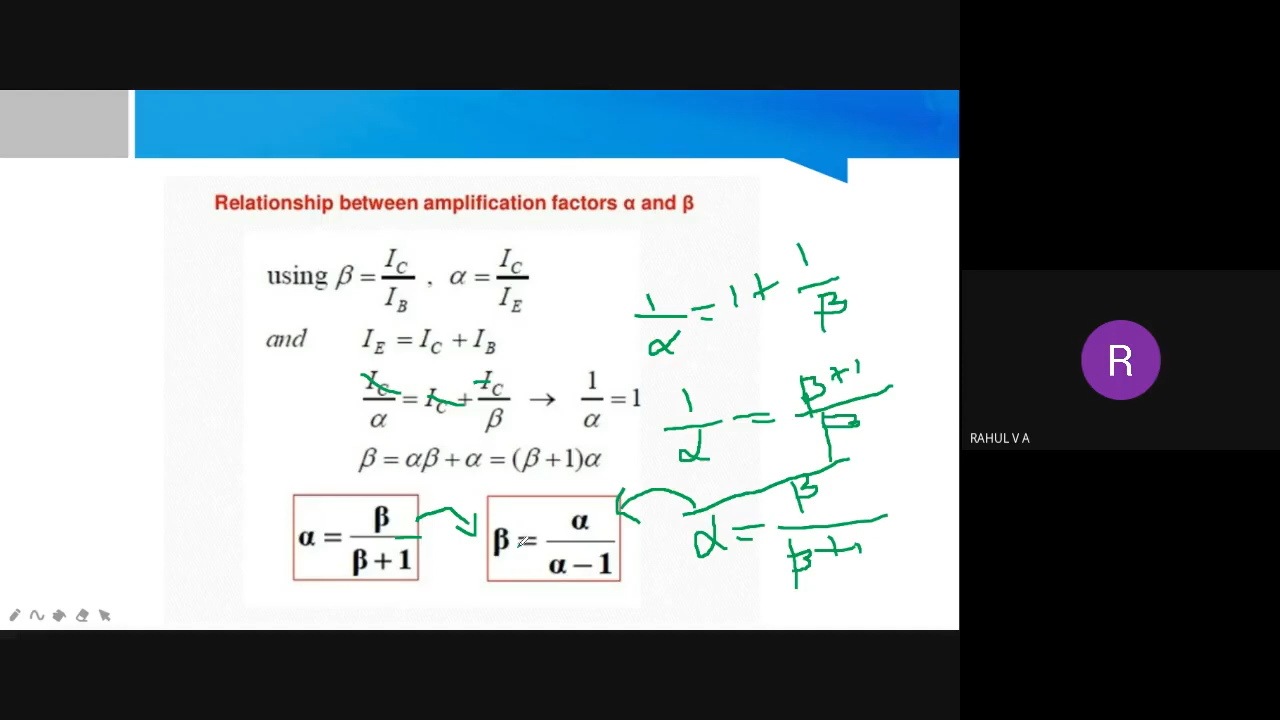 Relationship between amplification factors α and β
using β = I_C / I_B , α = I_C / I_E
and I_E = I_C + I_B
I_C / α = I_C + I_C / β → 1 / α = 1
β = αβ + α = (β + 1)α
α = β / β + 1
β = α / α − 1
1 / α = 1 + 1 / β
1 / α = β + 1 / β
α = β / β + 1
R
RAHUL V A